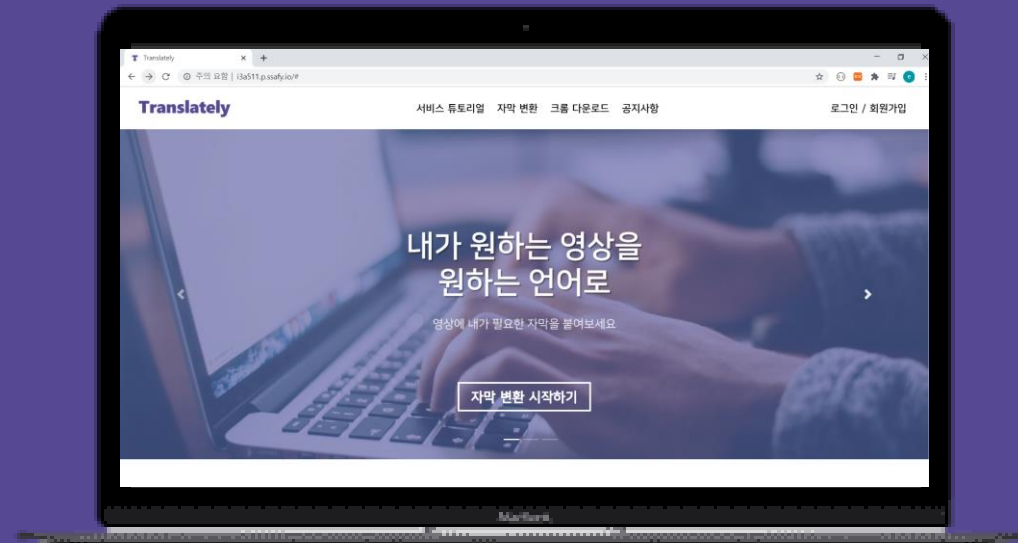 Translately
주의 요함 | i3a511.p.ssafy.io/#
Translately
서비스 튜토리얼 자막 변환 크롬 다운로드 공지사항
로그인 / 회원가입
내가 원하는 영상을
원하는 언어로
영상에 내가 필요한 자막을 붙여보세요
자막 변환 시작하기